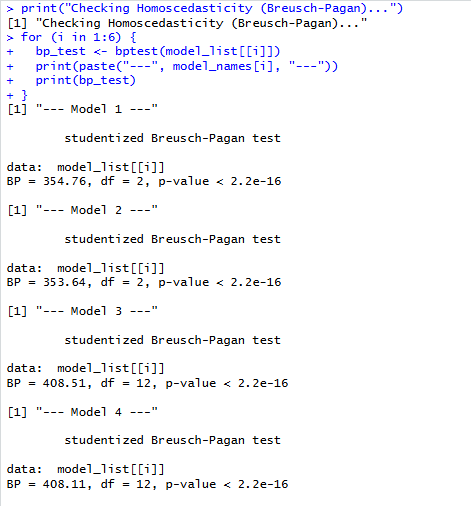 > print("Checking Homoscedasticity (Breusch-Pagan)...")
[1] "Checking Homoscedasticity (Breusch-Pagan)..."
> for (i in 1:6) {
+   bp_test <- bptest(model_list[[i]])
+   print(paste("---", model_names[i], "---"))
+   print(bp_test)
+ }
[1] "--- Model 1 ---"
studentized Breusch-Pagan test
data:  model_list[[i]]
BP = 354.76, df = 2, p-value < 2.2e-16
[1] "--- Model 2 ---"
studentized Breusch-Pagan test
data:  model_list[[i]]
BP = 353.64, df = 2, p-value < 2.2e-16
[1] "--- Model 3 ---"
studentized Breusch-Pagan test
data:  model_list[[i]]
BP = 408.51, df = 12, p-value < 2.2e-16
[1] "--- Model 4 ---"
studentized Breusch-Pagan test
data:  model_list[[i]]
BP = 408.11, df = 12, p-value < 2.2e-16